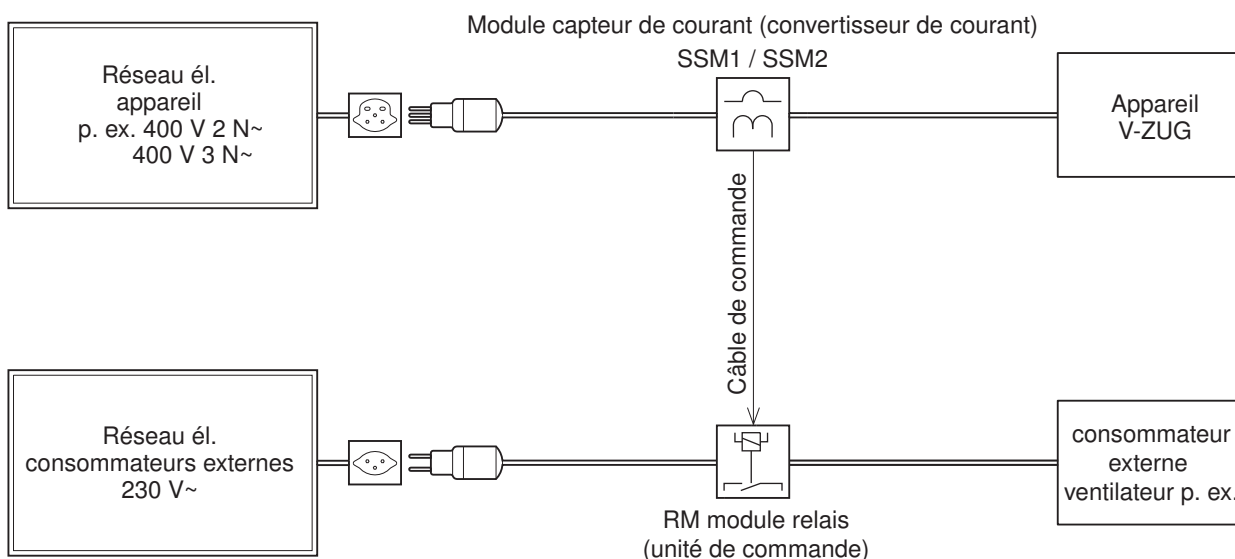 Module capteur de courant (convertisseur de courant)
SSM1 / SSM2
Réseau él.
appareil
p. ex. 400 V 2 N~
400 V 3 N~
Appareil
V-ZUG
Câble de commande
Réseau él.
consommateurs externes
230 V~
consommateur
externe
ventilateur p. ex.
RM module relais
(unité de commande)